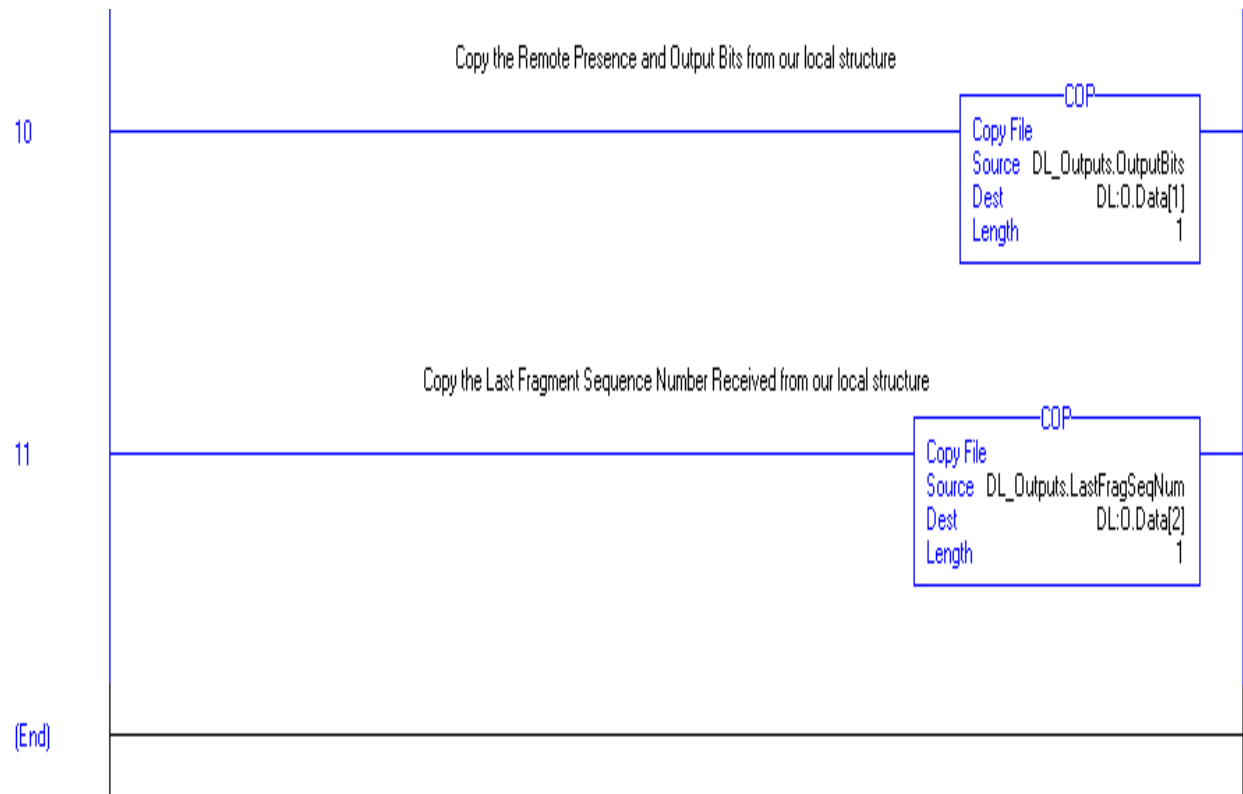 Copy the Remote Presence and Output Bits from our local structure
COP
10
Copy File
Source DL_Outputs.OutputBits
Dest DL:O.Data[1]
Length 1
Copy the Last Fragment Sequence Number Received from our local structure
COP
11
Copy File
Source DL_Outputs.LastFragSeqNum
Dest DL:O.Data[2]
Length 1
(End)